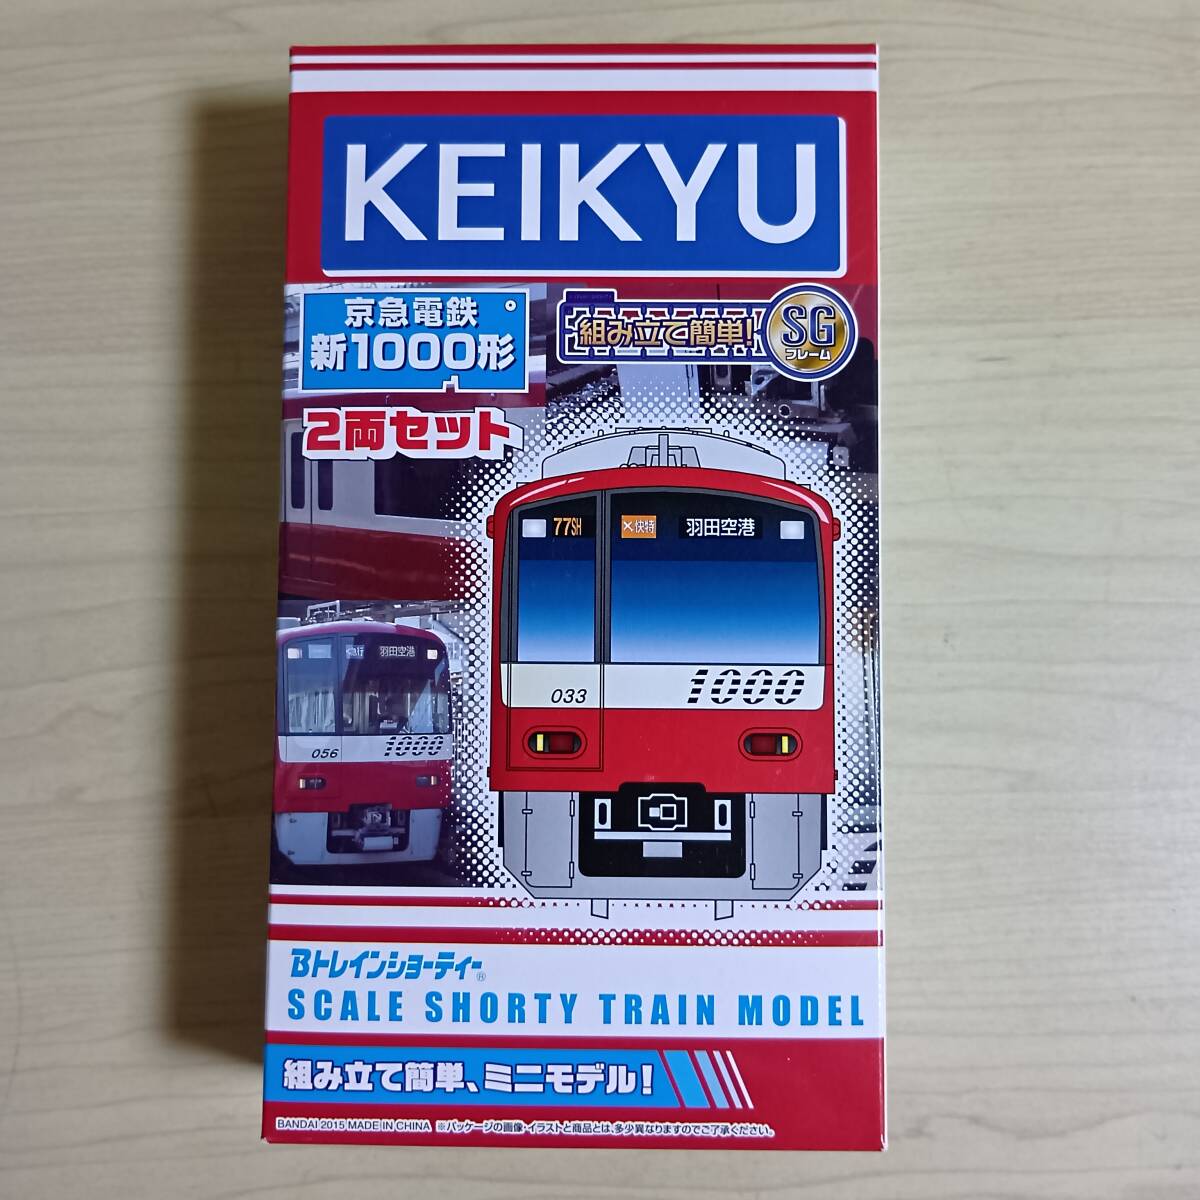 KEIKYU
京急電鉄
新1000形
組み立て簡単!
SG
フレーム
2両セット
77SH
快特
羽田空港
急行
羽田空港
033
1000
056
1000
Bトレインショーティー®
SCALE SHORTY TRAIN MODEL
組み立て簡単、ミニモデル!
BANDAI 2015 MADE IN CHINA ※パッケージの画像・イラストと商品とは、多少異なりますのでご了承ください。